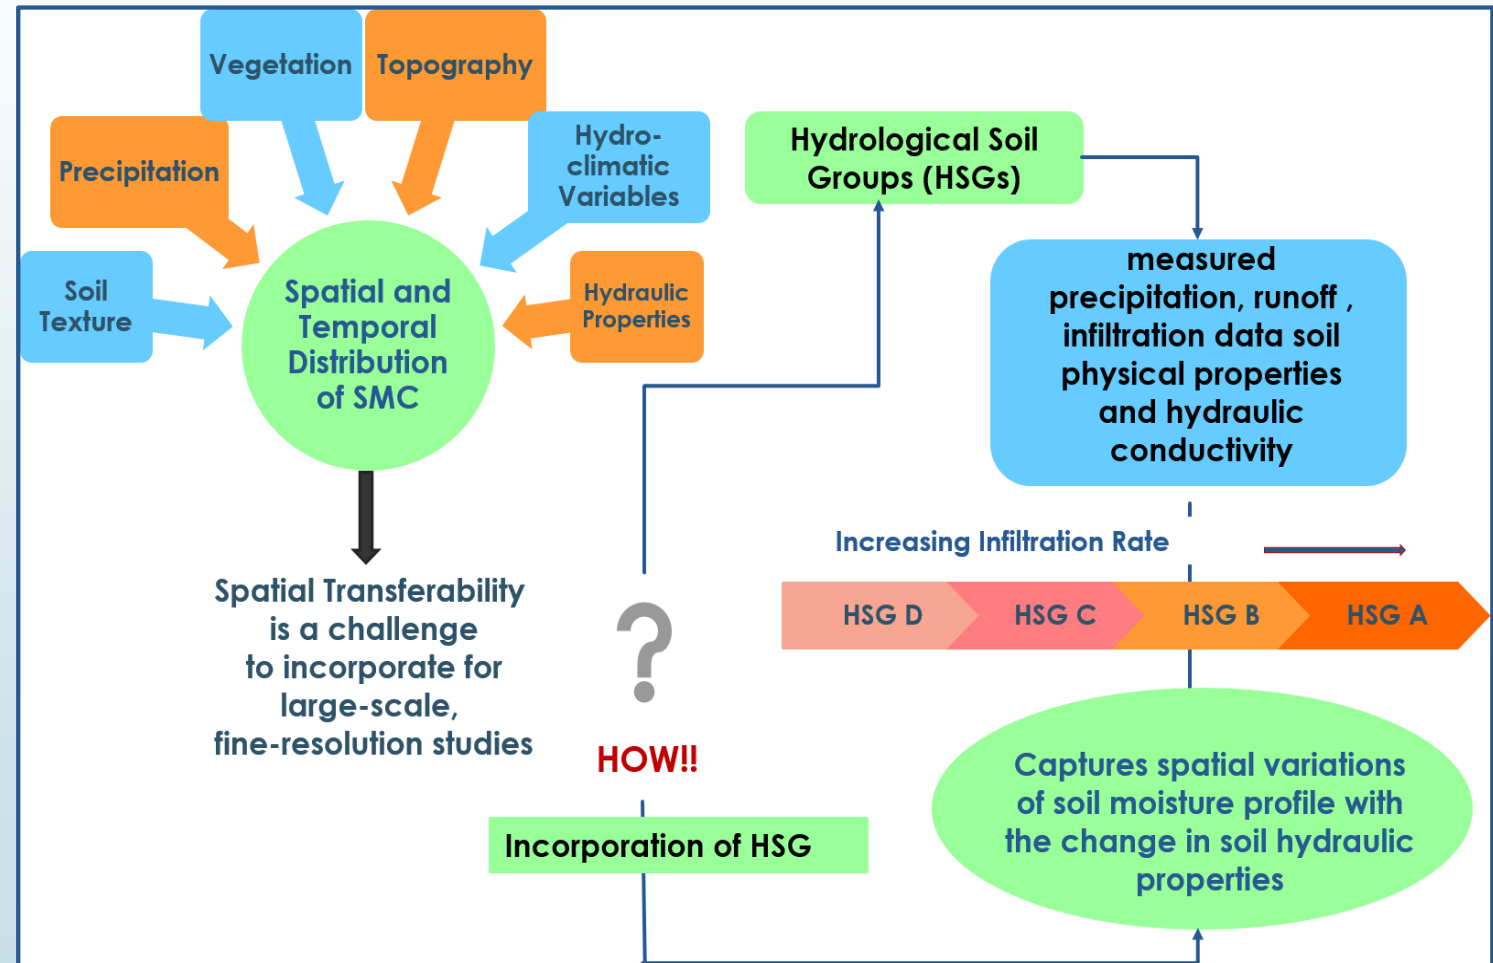 Vegetation
Topography
Precipitation
Hydro-
climatic
Variables
Soil
Texture
Hydraulic
Properties
Spatial and
Temporal
Distribution
of SMC
Spatial Transferability
is a challenge
to incorporate for
large-scale,
fine-resolution studies
?
HOW!!
Incorporation of HSG
Hydrological Soil
Groups (HSGs)
measured
precipitation, runoff ,
infiltration data soil
physical properties
and hydraulic
conductivity
Increasing Infiltration Rate
HSG D
HSG C
HSG B
HSG A
Captures spatial variations
of soil moisture profile with
the change in soil hydraulic
properties